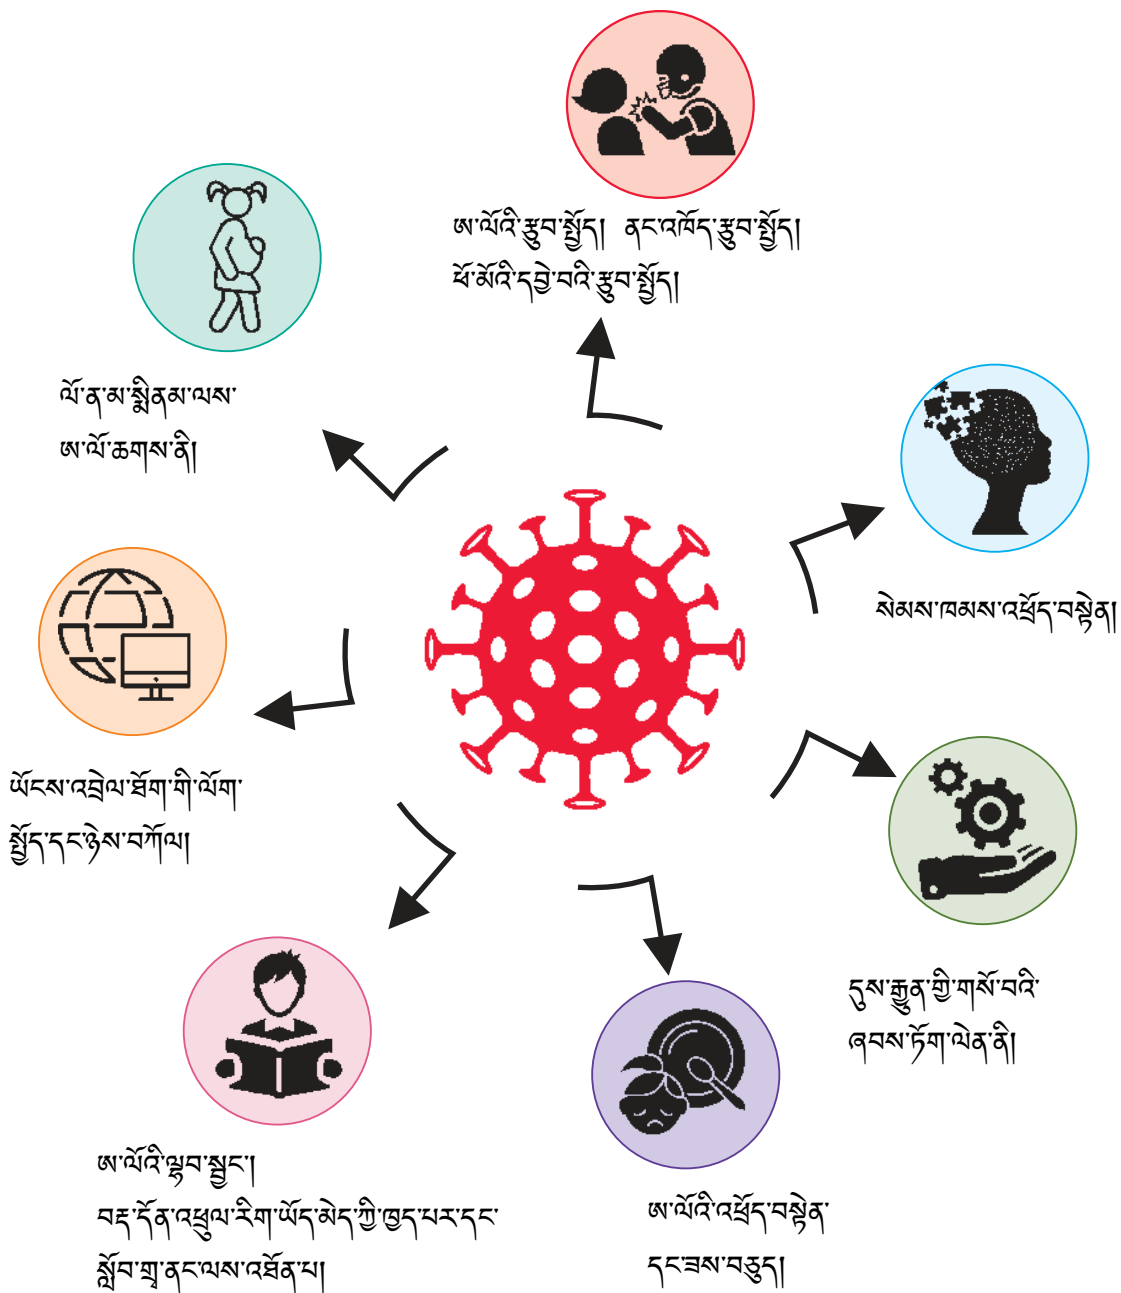 ཨ་ལོའི་རྩུབ་སྤྱོད། ནང་འཁོད་རྩུབ་སྤྱོད།
ཕོ་མོའི་དབྱེ་བའི་རྩུབ་སྤྱོད།
ལོ་ན་མ་སྨིནམ་ལས་
ཨ་ལོ་ཆགས་ནི།
སེམས་ཁམས་འཕྲོད་བསྟེན།
ཡོངས་འབྲེལ་ཐོག་གི་ལོག་
སྤྱོད་དང་ཉེས་བཀོལ།
དུས་རྒྱུན་གྱི་གསོ་བའི་
ཞབས་ཏོག་ལེན་ནི།
ཨ་ལོའི་ལྷབ་སྦྱང་།
བརྡ་དོན་འཕྲུལ་རིག་ཡོད་མེད་ཀྱི་ཁྱད་པར་དང་
སློབ་གྲྭ་ནང་ལས་འཐོན་པ།
ཨ་ལོའི་འཕྲོད་བསྟེན་
དང་ཟས་བཅུད།